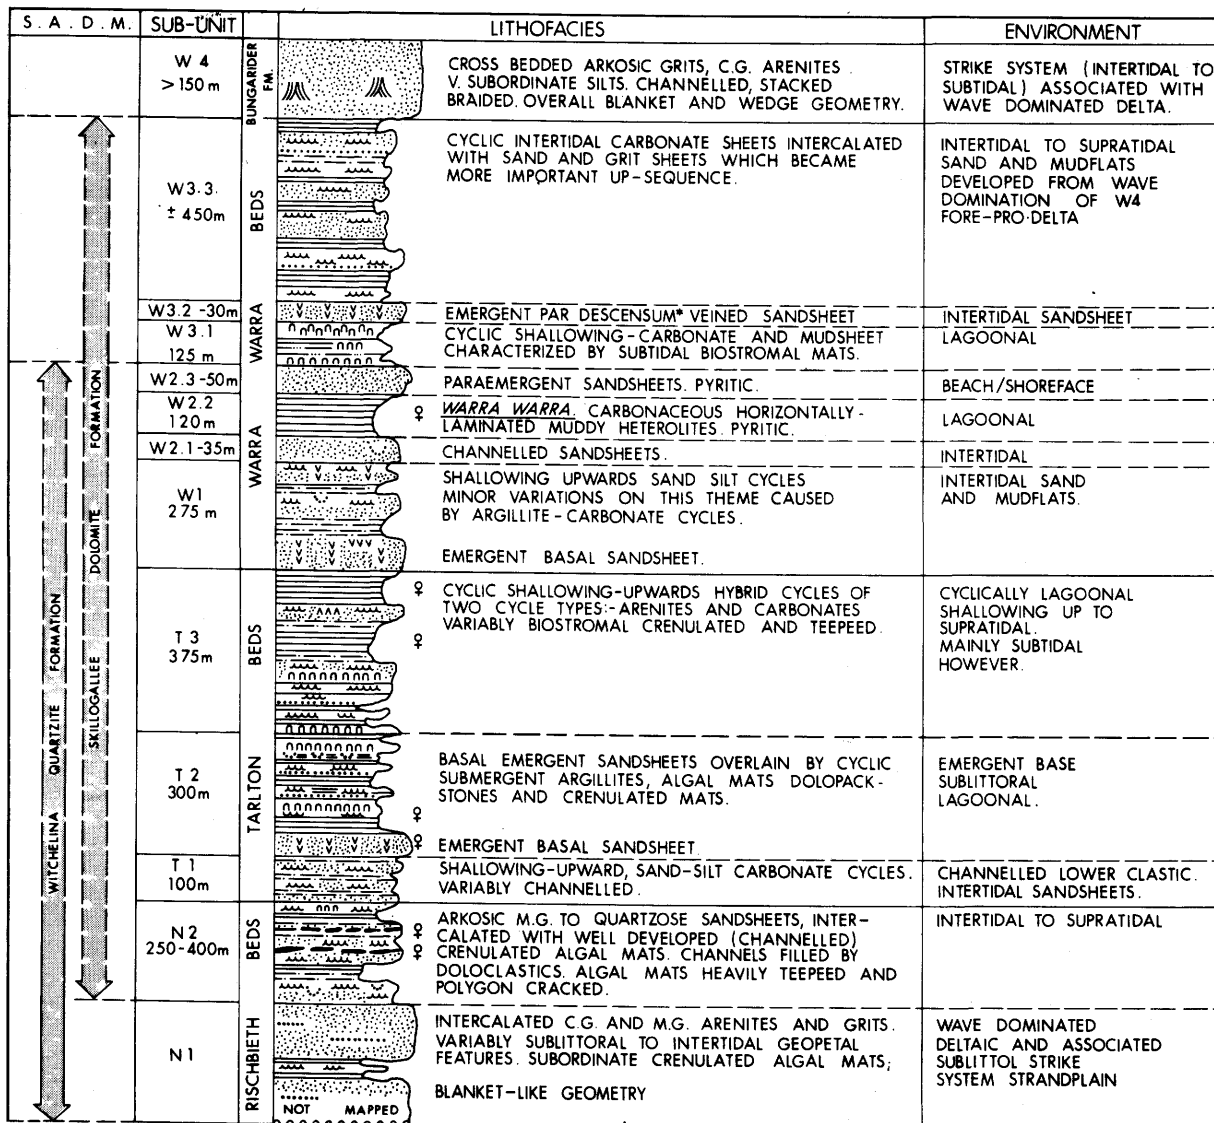 S. A. D. M.
SUB-UNIT
LITHOFACIES
ENVIRONMENT
W 4
> 150 m
BUNGARIDER
FM.
CROSS BEDDED ARKOSIC GRITS, C.G. ARENITES
V. SUBORDINATE SILTS. CHANNELLED, STACKED
BRAIDED. OVERALL BLANKET AND WEDGE GEOMETRY.
STRIKE SYSTEM (INTERTIDAL TO
SUBTIDAL) ASSOCIATED WITH
WAVE DOMINATED DELTA.
W3.3.
± 450m
CYCLIC INTERTIDAL CARBONATE SHEETS INTERCALATED
WITH SAND AND GRIT SHEETS WHICH BECAME
MORE IMPORTANT UP-SEQUENCE.
INTERTIDAL TO SUPRATIDAL
SAND AND MUDFLATS
DEVELOPED FROM WAVE
DOMINATION OF W4
FORE-PRO-DELTA
W3.2 -30m
EMERGENT PAR DESCENSUM* VEINED SANDSHEET
INTERTIDAL SANDSHEET
W3.1
125 m
CYCLIC SHALLOWING-CARBONATE AND MUDSHEET
CHARACTERIZED BY SUBTIDAL BIOSTROMAL MATS.
LAGOONAL
W2.3-50m
PARAEMERGENT SANDSHEETS. PYRITIC.
BEACH/SHOREFACE
W2.2
120m
♀ WARRA WARRA. CARBONACEOUS HORIZONTALLY-
LAMINATED MUDDY HETEROLITES. PYRITIC.
LAGOONAL
W2.1-35m
CHANNELLED SANDSHEETS.
INTERTIDAL
W1
275 m
SHALLOWING UPWARDS SAND SILT CYCLES
MINOR VARIATIONS ON THIS THEME CAUSED
BY ARGILLITE-CARBONATE CYCLES.
EMERGENT BASAL SANDSHEET.
INTERTIDAL SAND
AND MUDFLATS.
WARRA WARRA BEDS
T 3
375m
♀ CYCLIC SHALLOWING-UPWARDS HYBRID CYCLES OF
TWO CYCLE TYPES:-ARENITES AND CARBONATES
♀ VARIABLY BIOSTROMAL CRENULATED AND TEEPEED.
CYCLICALLY LAGOONAL
SHALLOWING UP TO
SUPRATIDAL.
MAINLY SUBTIDAL
HOWEVER.
T 2
300m
BASAL EMERGENT SANDSHEETS OVERLAIN BY CYCLIC
SUBMERGENT ARGILLITES, ALGAL MATS DOLOPACK-
STONES AND CRENULATED MATS.
♀
♀ EMERGENT BASAL SANDSHEET.
EMERGENT BASE
SUBLITTORAL
LAGOONAL.
T 1
100m
SHALLOWING-UPWARD, SAND-SILT CARBONATE CYCLES.
VARIABLY CHANNELLED.
CHANNELLED LOWER CLASTIC.
INTERTIDAL SANDSHEETS.
TARLTON BEDS
N 2
250-400m
ARKOSIC M.G. TO QUARTZOSE SANDSHEETS, INTER-
♀ CALATED WITH WELL DEVELOPED (CHANNELLED)
♀ CRENULATED ALGAL MATS. CHANNELS FILLED BY
DOLOCLASTICS. ALGAL MATS HEAVILY TEEPEED AND
POLYGON CRACKED.
INTERTIDAL TO SUPRATIDAL
N 1
INTERCALATED C.G. AND M.G. ARENITES AND GRITS.
VARIABLY SUBLITTORAL TO INTERTIDAL GEOPETAL
FEATURES. SUBORDINATE CRENULATED ALGAL MATS;
BLANKET-LIKE GEOMETRY
WAVE DOMINATED
DELTAIC AND ASSOCIATED
SUBLITTOL STRIKE
SYSTEM STRANDPLAIN
RISCHBIETH BEDS
NOT MAPPED
WITCHELINA QUARTZITE FORMATION
SKILLOGALLEE DOLOMITE FORMATION